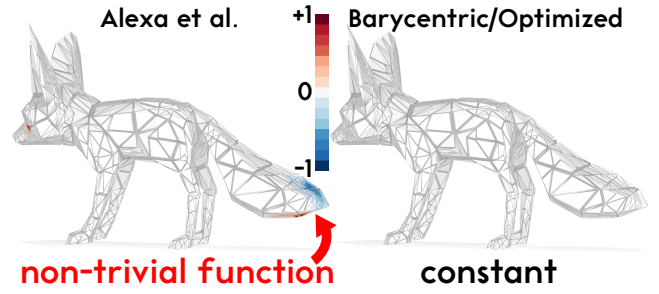 Alexa et al.
+1
0
-1
Barycentric/Optimized
non-trivial function
constant